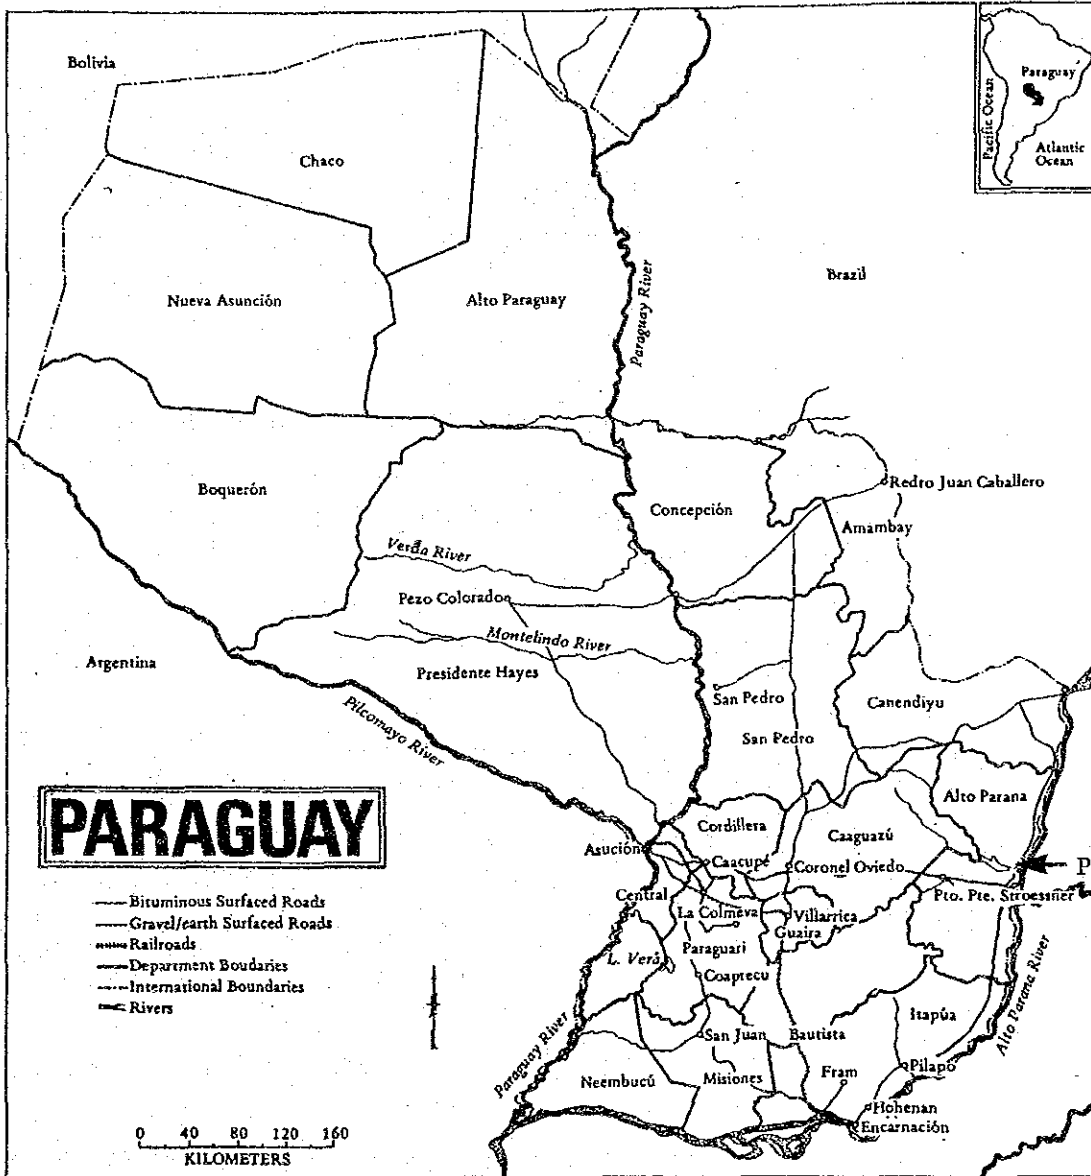 Bolivia
Paraguay
Pacific Ocean
Atlantic
Ocean
Chaco
Brazil
Nueva Asunción
Alto Paraguay
Paraguay River
Boquerón
Redro Juan Caballero
Concepción
Amambay
Verda River
Pezo Colorado
Montelindo River
Argentina
Presidente Hayes
San Pedro
Canendiyu
Pilcomayo River
San Pedro
Alto Parana
PARAGUAY
Cordillera
Caaguazú
Asución
Caacupé
Coronel Oviedo
P
Central
Pto. Pte. Stroessner
La Colmeva
Villarrica
Guaira
Bituminous Surfaced Roads
Gravel/earth Surfaced Roads
Railroads
Department Boudaries
International Boundaries
Rivers
Paraguari
L. Verá
Coaptecu
Itapúa
Alto Parana River
San Juan
Bautista
Paraguay River
Neembucú
Misiones
Fram
Pilapó
Hohenan
Encarnación
0 40 80 120 160
KILOMETERS